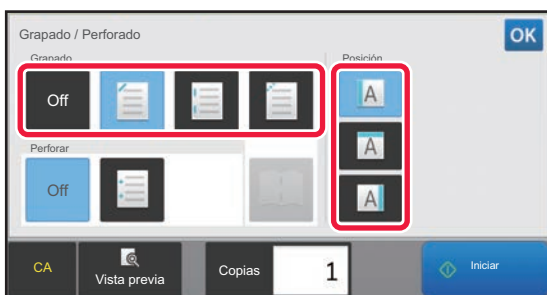 Grapado / Perforado
OK
Grapado
Posición
Off
A
A
A
Perforar
Off
CA
Vista previa
Copias
1
Iniciar